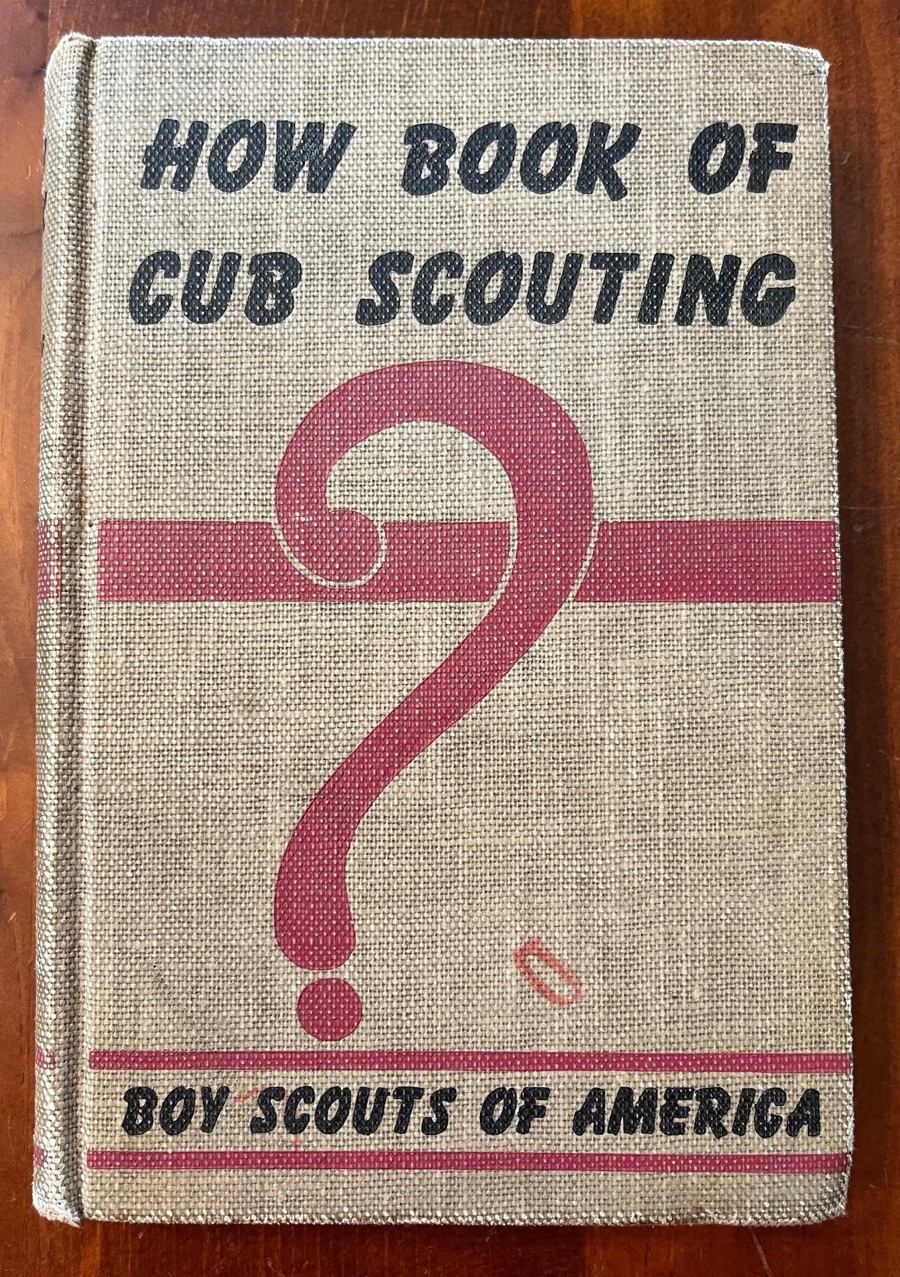 HOW BOOK OF
CUB SCOUTING
?
BOY SCOUTS OF AMERICA